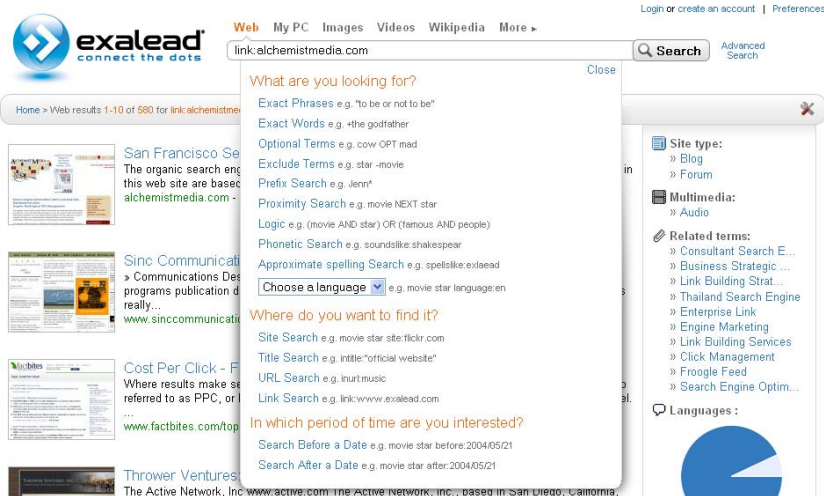 Login or create an account | Preferences
Web My PC Images Videos Wikipedia More
exalead
connect the dots
link:alchemistmedia.com
Search
Advanced Search
Close
Home > Web results 1-10 of 580 for link:alchemistme
What are you looking for?
Exact Phrases e.g. "to be or not to be"
Exact Words e.g. +the godfather
Optional Terms e.g. cow OPT mad
Exclude Terms e.g. star -movie
Prefix Search e.g. Jenn*
Proximity Search e.g. movie NEXT star
Logic e.g. (movie AND star) OR (famous AND people)
Phonetic Search e.g. soundslike:shakespear
Approximate spelling Search e.g. spellslike:exlaead
Choose a language e.g. movie star language:en
Where do you want to find it?
Site Search e.g. movie star site:flickr.com
Title Search e.g. intitle:"official website"
URL Search e.g. inurl:music
Link Search e.g. link:www.exalead.com
In which period of time are you interested?
Search Before a Date e.g. movie star before:2004/05/21
Search After a Date e.g. movie star after:2004/05/21
San Francisco Se
The organic search eng
in
this web site are based
alchemistmedia.com -
Sinc Communicati
» Communications Des
programs publication d
s
really...
www.sinccommunicatio
factbites
Cost Per Click - F
Where results make se
o
referred to as PPC, or
el.
...
www.factbites.com/top
Thrower Ventures
The Active Network, Inc www.active.com The Active Network, Inc., based in San Diego, California,
Site type:
» Blog
» Forum
Multimedia:
» Audio
Related terms:
» Consultant Search E...
» Business Strategic ...
» Link Building Strat...
» Thailand Search Engine
» Enterprise Link
» Engine Marketing
» Link Building Services
» Click Management
» Froogle Feed
» Search Engine Optim...
Languages :